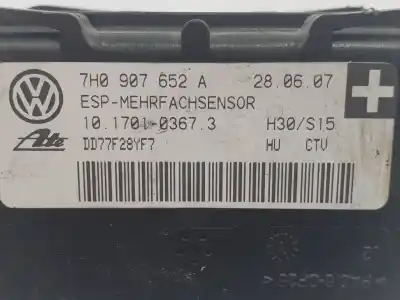 7H0 907 652 A 28.06.07
ESP-MEHRFACHSENSOR
10.1701-0367.3 H30/S15
Ate DD77F28YF7 HU CTV